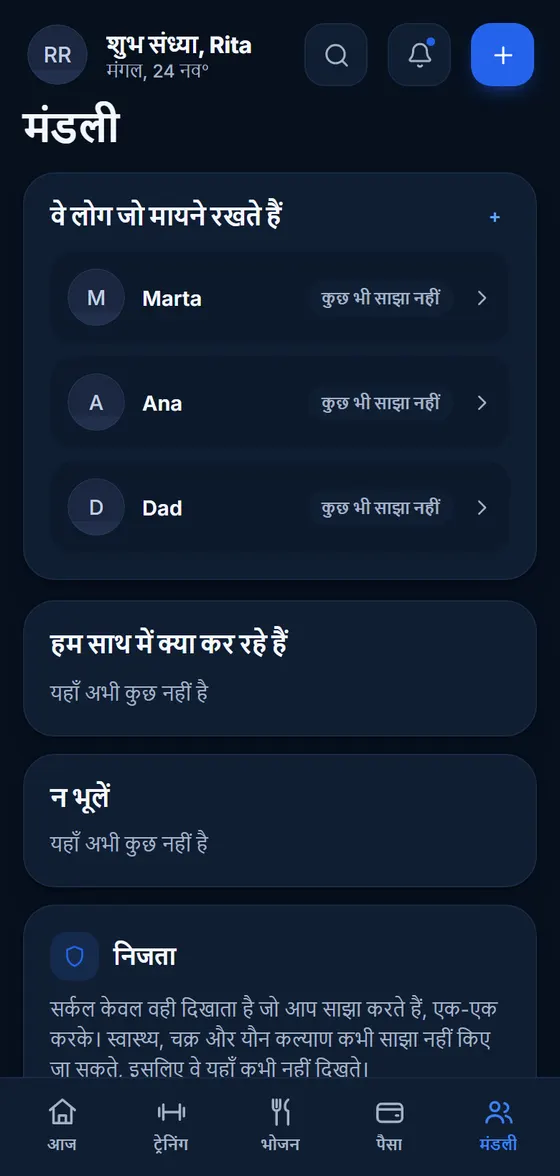 RR
शुभ संध्या, Rita
मंगल, 24 नव॰
+
मंडली
वे लोग जो मायने रखते हैं
+
M
Marta
कुछ भी साझा नहीं
A
Ana
कुछ भी साझा नहीं
D
Dad
कुछ भी साझा नहीं
हम साथ में क्या कर रहे हैं
यहाँ अभी कुछ नहीं है
न भूलें
यहाँ अभी कुछ नहीं है
निजता
सर्कल केवल वही दिखाता है जो आप साझा करते हैं, एक-एक
करके। स्वास्थ्य, चक्र और यौन कल्याण कभी साझा नहीं किए
जा सकते, इसलिए वे यहाँ कभी नहीं दिखते।
आज
ट्रेनिंग
भोजन
पैसा
मंडली